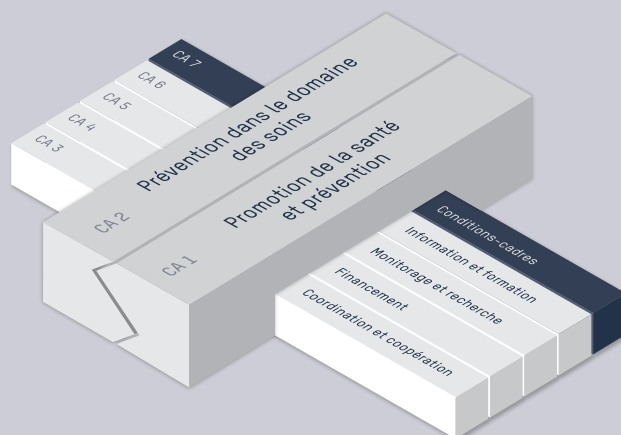 CA 7
CA 6
CA 5
CA 4
CA 3
CA 2
Prévention dans le domaine
des soins
CA 1
Promotion de la santé
et prévention
Conditions-cadres
Information et formation
Monitorage et recherche
Financement
Coordination et coopération